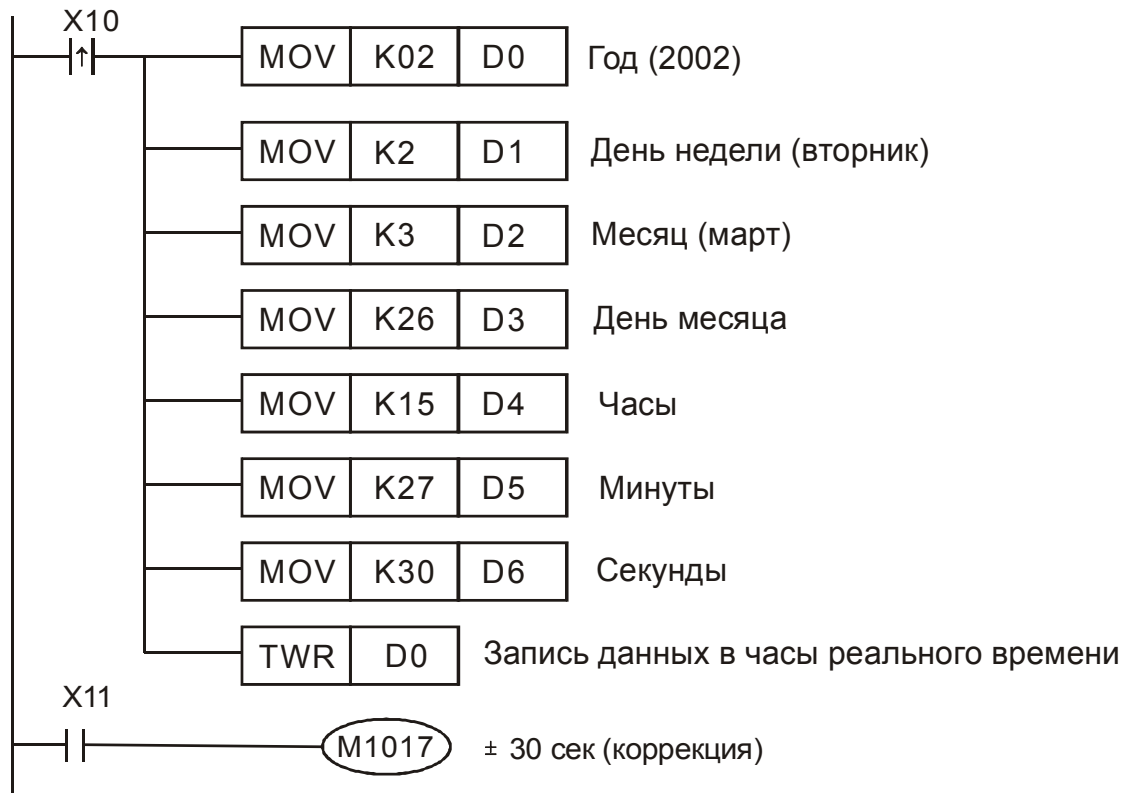 X10
MOV K02 D0 Год (2002)
MOV K2 D1 День недели (вторник)
MOV K3 D2 Месяц (март)
MOV K26 D3 День месяца
MOV K15 D4 Часы
MOV K27 D5 Минуты
MOV K30 D6 Секунды
TWR D0 Запись данных в часы реального времени
X11
M1017 ± 30 сек (коррекция)